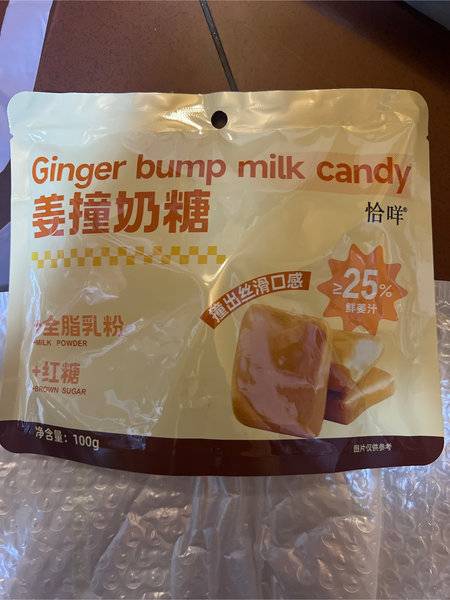 Ginger bump milk candy
姜撞奶糖
恰咩®
撞出丝滑口感
≥25%
鲜姜汁
+全脂乳粉
+MILK POWDER
+红糖
+BROWN SUGAR
净含量：100g
图片仅供参考